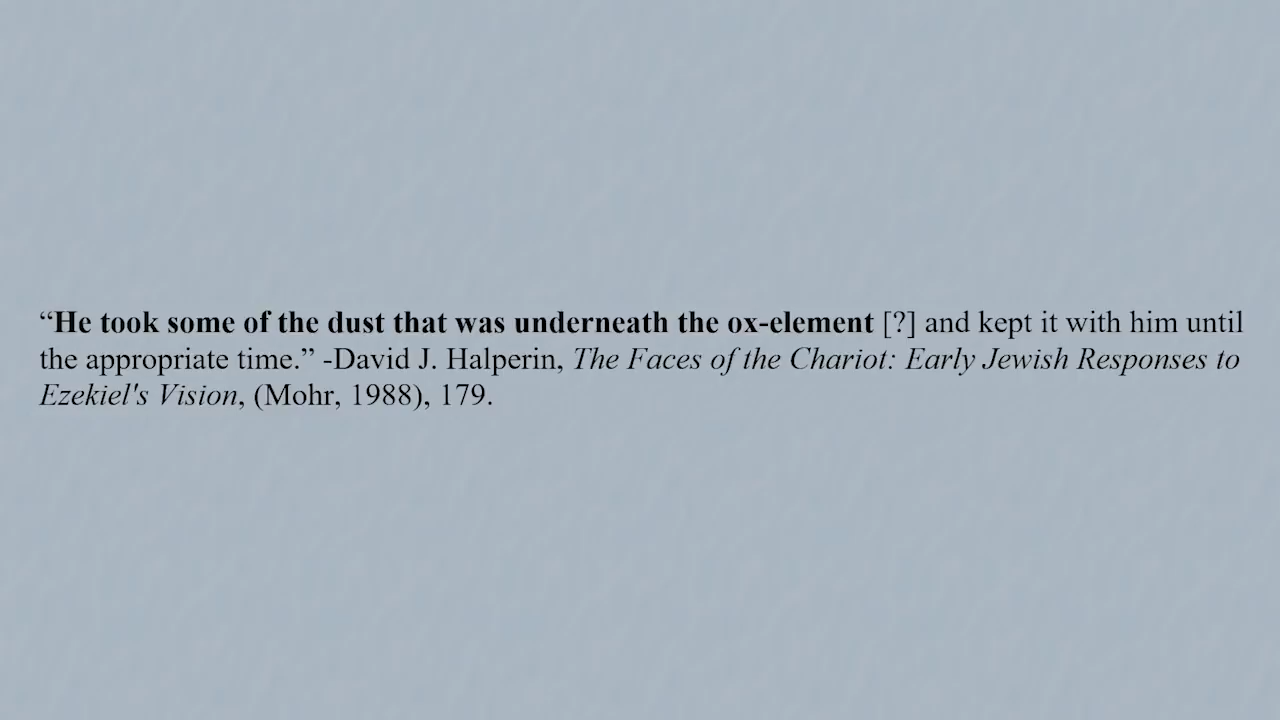 “He took some of the dust that was underneath the ox-element [?] and kept it with him until
the appropriate time.” -David J. Halperin, The Faces of the Chariot: Early Jewish Responses to
Ezekiel's Vision, (Mohr, 1988), 179.